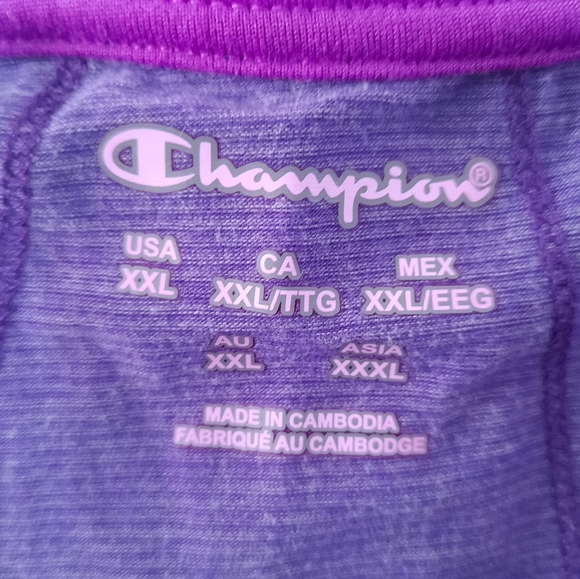 Champion®
USA CA MEX
XXL XXL/TTG XXL/EEG
AU ASIA
XXL XXXL
MADE IN CAMBODIA
FABRIQUÉ AU CAMBODGE